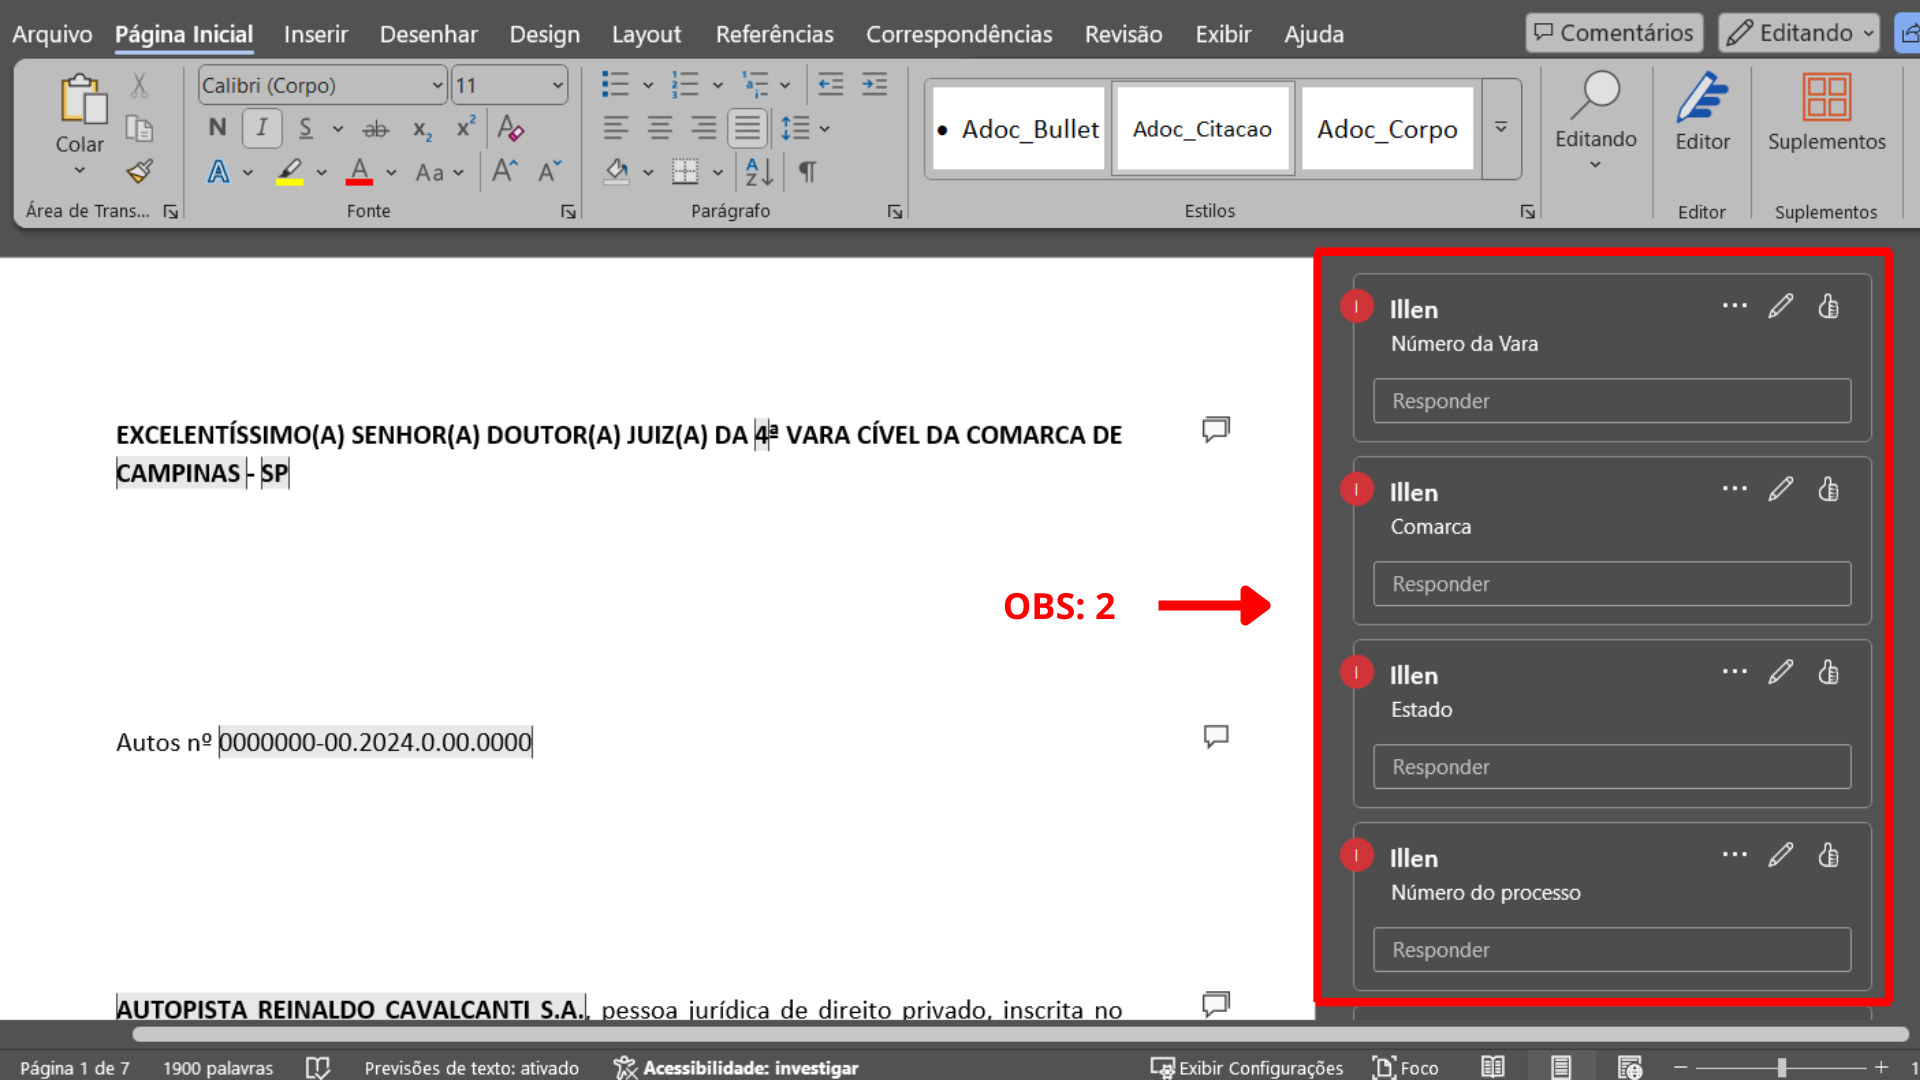 Arquivo Página Inicial Inserir Desenhar Design Layout Referências Correspondências Revisão Exibir Ajuda Comentários Editando
Colar
Área de Trans...
Calibri (Corpo) 11
N I S ab x₂ x²
A A Aa A A
Fonte
Parágrafo
• Adoc_Bullet
Adoc_Citacao
Adoc_Corpo
Estilos
Editando
Editor
Editor
Suplementos
Suplementos
EXCELENTÍSSIMO(A) SENHOR(A) DOUTOR(A) JUIZ(A) DA 4ª VARA CÍVEL DA COMARCA DE
CAMPINAS - SP
OBS: 2
Autos nº 0000000-00.2024.0.00.0000
AUTOPISTA REINALDO CAVALCANTI S.A., pessoa jurídica de direito privado, inscrita no
I
Illen
Número da Vara
Responder
I
Illen
Comarca
Responder
I
Illen
Estado
Responder
I
Illen
Número do processo
Responder
Página 1 de 7 1900 palavras Previsões de texto: ativado Acessibilidade: investigar Exibir Configurações Foco